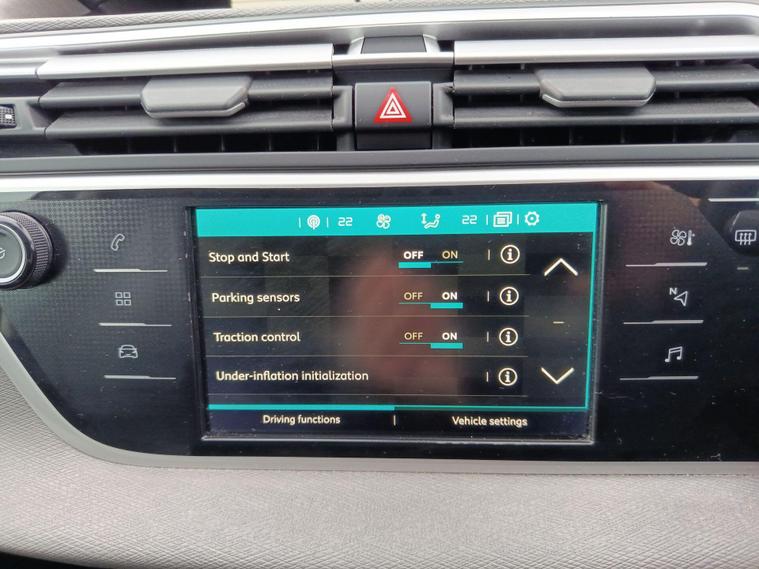 22 22
Stop and Start OFF ON
Parking sensors OFF ON
Traction control OFF ON
Under-inflation initialization
Driving functions | Vehicle settings
N